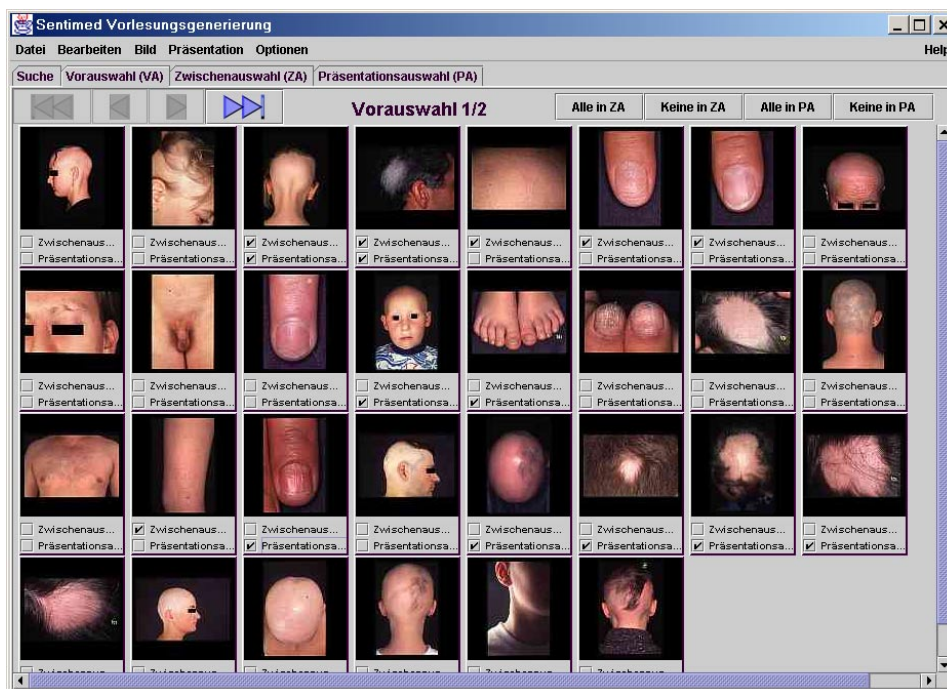 Sentimed Vorlesungsgenerierung
Datei Bearbeiten Bild Präsentation Optionen Help
Suche Vorauswahl (VA) Zwischenauswahl (ZA) Präsentationsauswahl (PA)
Vorauswahl 1/2 Alle in ZA Keine in ZA Alle in PA Keine in PA
Zwischenaus... Zwischenaus... Zwischenaus... Zwischenaus... Zwischenaus... Zwischenaus... Zwischenaus... Zwischenaus...
Präsentationsa... Präsentationsa... Präsentationsa... Präsentationsa... Präsentationsa... Präsentationsa... Präsentationsa... Präsentationsa...
Zwischenaus... Zwischenaus... Zwischenaus... Zwischenaus... Zwischenaus... Zwischenaus... Zwischenaus... Zwischenaus...
Präsentationsa... Präsentationsa... Präsentationsa... Präsentationsa... Präsentationsa... Präsentationsa... Präsentationsa... Präsentationsa...
Zwischenaus... Zwischenaus... Zwischenaus... Zwischenaus... Zwischenaus... Zwischenaus... Zwischenaus... Zwischenaus...
Präsentationsa... Präsentationsa... Präsentationsa... Präsentationsa... Präsentationsa... Präsentationsa... Präsentationsa... Präsentationsa...